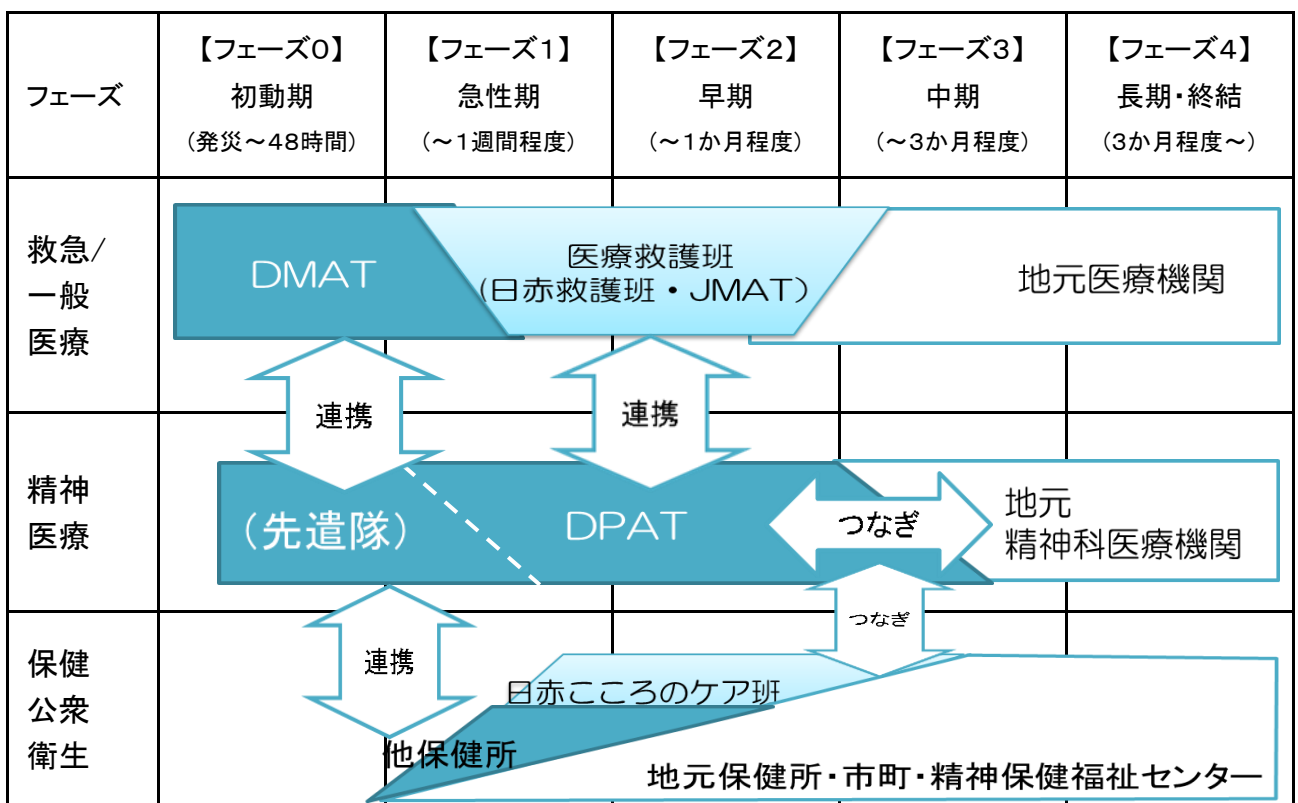 フェーズ
【フェーズ0】
初動期
(発災～48時間)
【フェーズ1】
急性期
(～1週間程度)
【フェーズ2】
早期
(～1か月程度)
【フェーズ3】
中期
(～3か月程度)
【フェーズ4】
長期・終結
(3か月程度～)
救急/
一般
医療
DMAT
医療救護班
(日赤救護班・JMAT)
地元医療機関
連携
連携
精神
医療
(先遣隊)
DPAT
つなぎ
地元
精神科医療機関
保健
公衆
衛生
連携
つなぎ
日赤こころのケア班
他保健所
地元保健所・市町・精神保健福祉センター